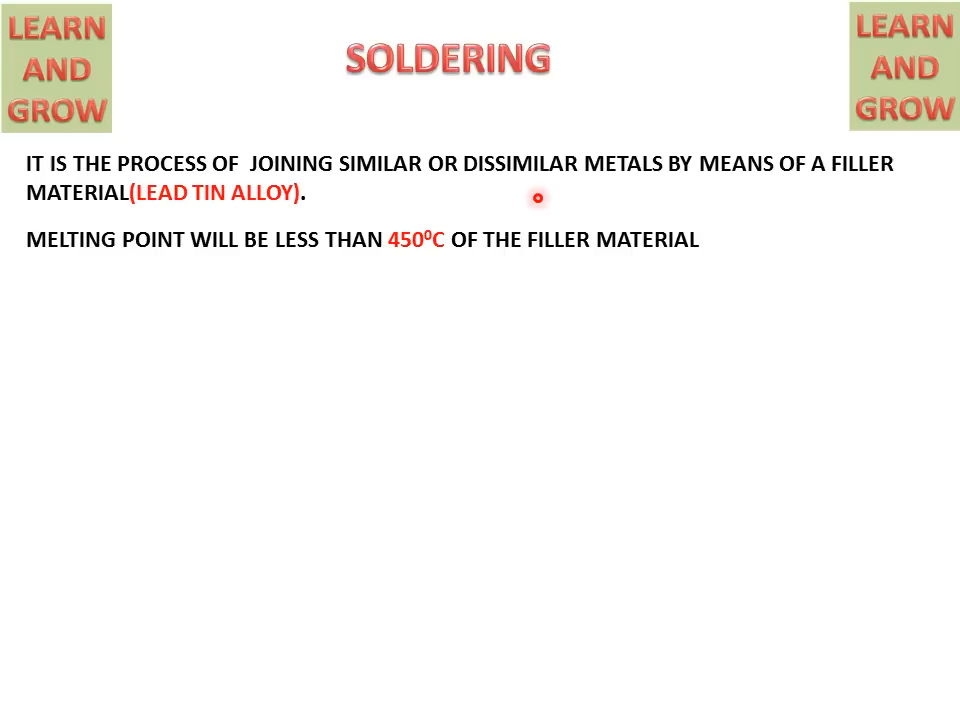 LEARN
AND
GROW
SOLDERING
LEARN
AND
GROW
IT IS THE PROCESS OF  JOINING SIMILAR OR DISSIMILAR METALS BY MEANS OF A FILLER
MATERIAL(LEAD TIN ALLOY).
MELTING POINT WILL BE LESS THAN 450⁰C OF THE FILLER MATERIAL